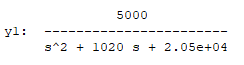 5000
y1: -----------------------
s^2 + 1020 s + 2.05e+04